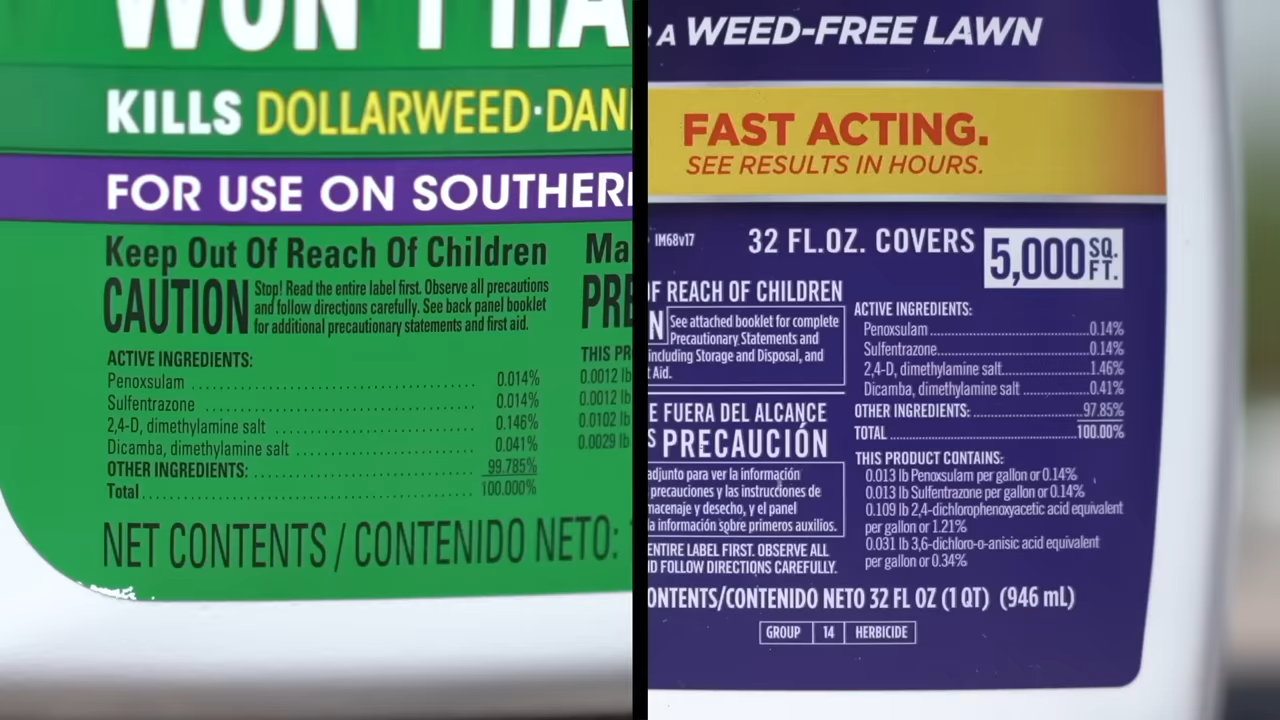 WON'T HA
KILLS DOLLARWEED·DAN
FOR USE ON SOUTHER
Keep Out Of Reach Of Children Ma
CAUTION Stop! Read the entire label first. Observe all precautions
and follow directions carefully. See back panel booklet
for additional precautionary statements and first aid.
PRE
ACTIVE INGREDIENTS: THIS PR
Penoxsulam 0.014% 0.0012 lb
Sulfentrazone 0.014% 0.0012 lb
2,4-D, dimethylamine salt 0.146% 0.0102 lb
Dicamba, dimethylamine salt 0.041% 0.0029 lb
OTHER INGREDIENTS: 99.785%
Total 100.000%
NET CONTENTS / CONTENIDO NETO:
A WEED-FREE LAWN
FAST ACTING.
SEE RESULTS IN HOURS.
IM68v17
32 FL.OZ. COVERS 5,000 SQ. FT.
OF REACH OF CHILDREN
N See attached booklet for complete
Precautionary Statements and
including Storage and Disposal, and
t Aid.
E FUERA DEL ALCANCE
S PRECAUCIÓN
adjunto para ver la información
precauciones y las instrucciones de
macenaje y desecho, y el panel
la información sobre primeros auxilios.
ENTIRE LABEL FIRST. OBSERVE ALL
D FOLLOW DIRECTIONS CAREFULLY.
ACTIVE INGREDIENTS:
Penoxsulam 0.14%
Sulfentrazone 0.14%
2,4-D, dimethylamine salt 1.46%
Dicamba, dimethylamine salt 0.41%
OTHER INGREDIENTS: 97.85%
TOTAL 100.00%
THIS PRODUCT CONTAINS:
0.013 lb Penoxsulam per gallon or 0.14%
0.013 lb Sulfentrazone per gallon or 0.14%
0.109 lb 2,4-dichlorophenoxyacetic acid equivalent
per gallon or 1.21%
0.031 lb 3,6-dichloro-o-anisic acid equivalent
per gallon or 0.34%
ONTENTS/CONTENIDO NETO 32 FL OZ (1 QT) (946 mL)
GROUP 14 HERBICIDE